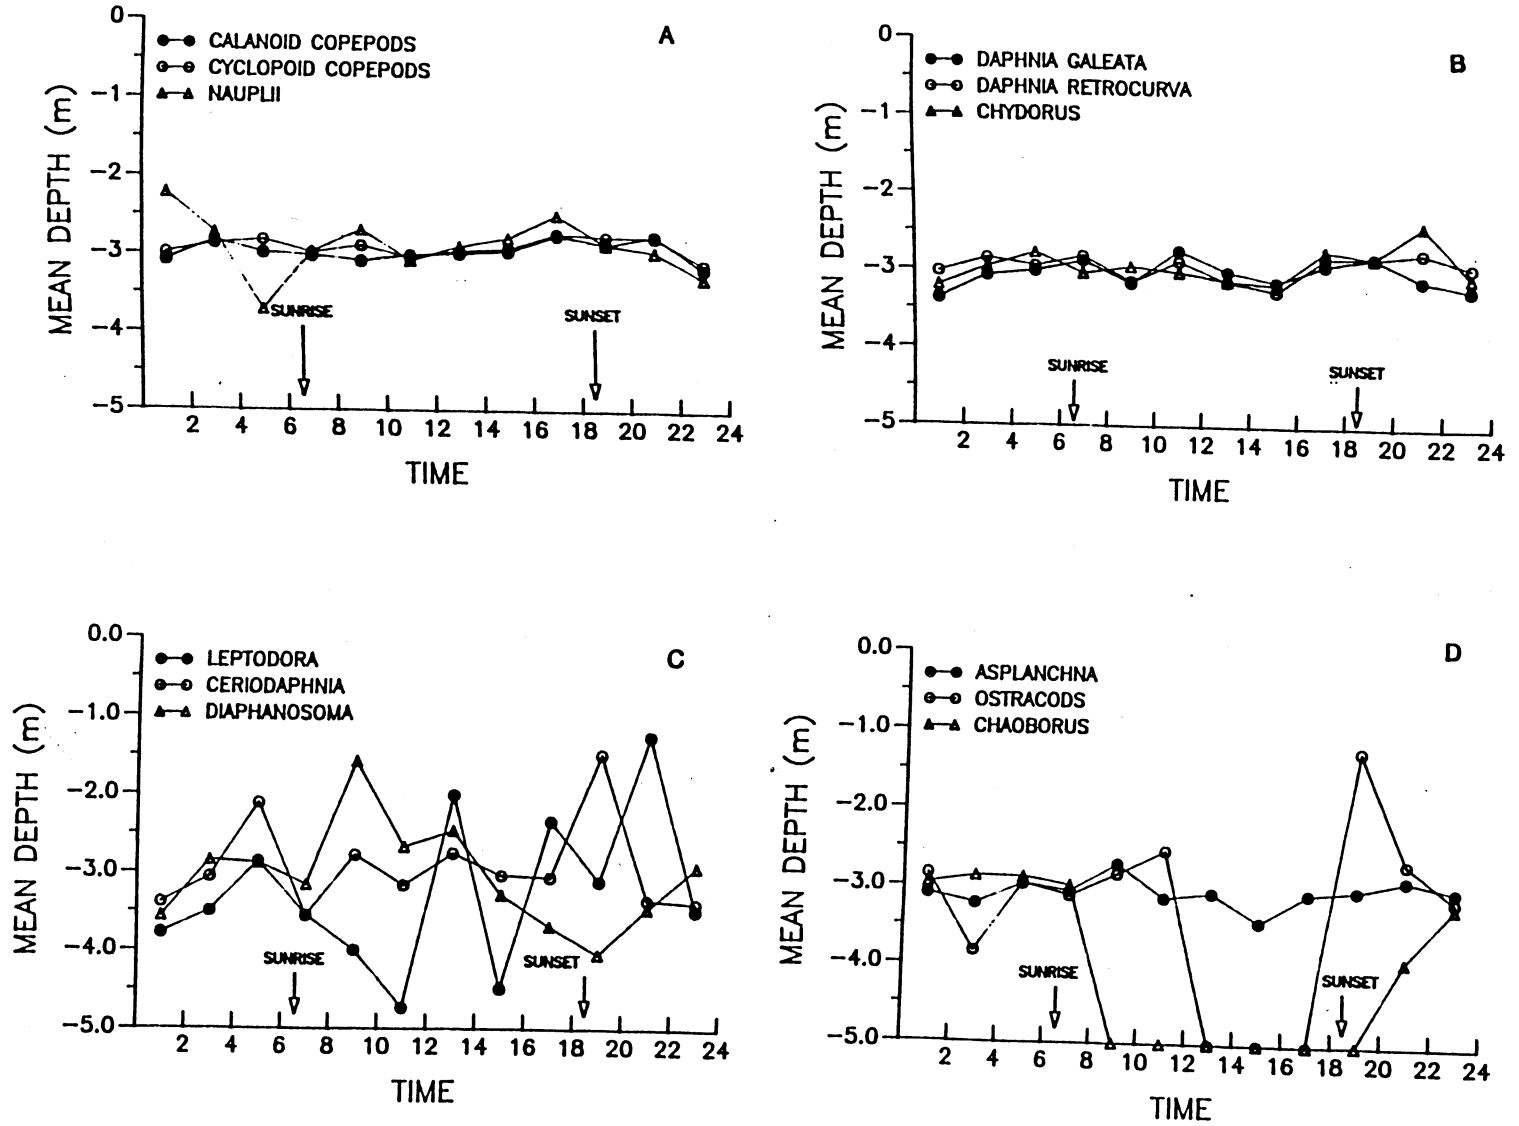 A
CALANOID COPEPODS
CYCLOPOID COPEPODS
NAUPLII
MEAN DEPTH (m)
0
-1
-2
-3
-4
-5
SUNRISE
SUNSET
2 4 6 8 10 12 14 16 18 20 22 24
TIME
B
DAPHNIA GALEATA
DAPHNIA RETROCURVA
CHYDORUS
MEAN DEPTH (m)
0
-1
-2
-3
-4
-5
SUNRISE
SUNSET
2 4 6 8 10 12 14 16 18 20 22 24
TIME
C
LEPTODORA
CERIODAPHNIA
DIAPHANOSOMA
MEAN DEPTH (m)
0.0
-1.0
-2.0
-3.0
-4.0
-5.0
SUNRISE
SUNSET
2 4 6 8 10 12 14 16 18 20 22 24
TIME
D
ASPLANCHNA
OSTRACODS
CHAOBORUS
MEAN DEPTH (m)
0.0
-1.0
-2.0
-3.0
-4.0
-5.0
SUNRISE
SUNSET
2 4 6 8 10 12 14 16 18 20 22 24
TIME